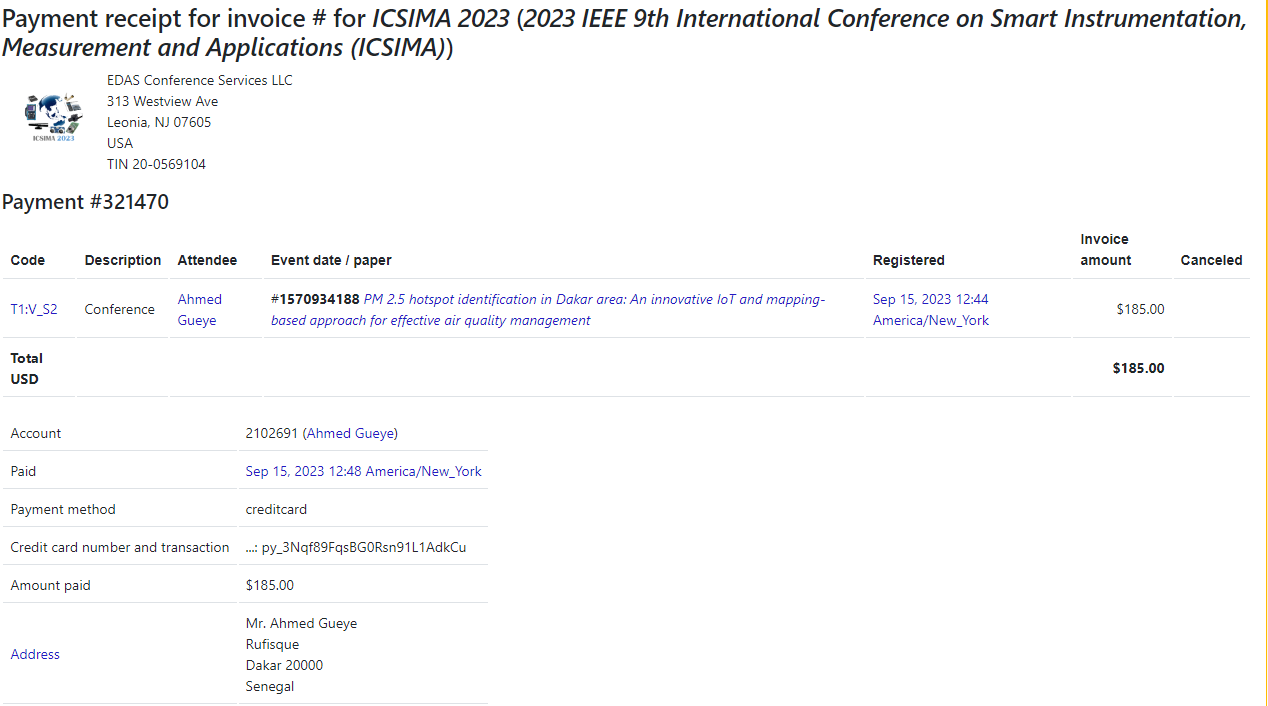 Payment receipt for invoice # for ICSIMA 2023 (2023 IEEE 9th International Conference on Smart Instrumentation,
Measurement and Applications (ICSIMA))
ICSIMA 2023
EDAS Conference Services LLC
313 Westview Ave
Leonia, NJ 07605
USA
TIN 20-0569104
Payment #321470
Code Description Attendee Event date / paper Registered Invoice amount Canceled
T1:V_S2 Conference Ahmed Gueye #1570934188 PM 2.5 hotspot identification in Dakar area: An innovative IoT and mapping-
based approach for effective air quality management Sep 15, 2023 12:44 America/New_York $185.00
Total USD $185.00
Account 2102691 (Ahmed Gueye)
Paid Sep 15, 2023 12:48 America/New_York
Payment method creditcard
Credit card number and transaction ...: py_3Nqf89FqsBG0Rsn91L1AdkCu
Amount paid $185.00
Address Mr. Ahmed Gueye
Rufisque
Dakar 20000
Senegal